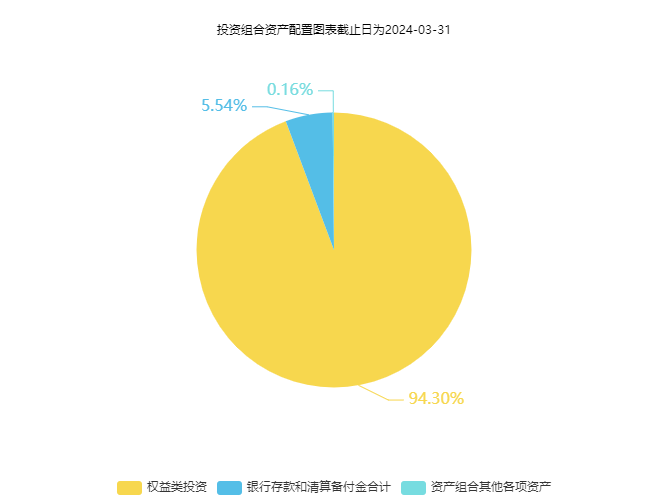 投资组合资产配置图表截止日为2024-03-31
0.16%
5.54%
94.30%
权益类投资
银行存款和清算备付金合计
资产组合其他各项资产